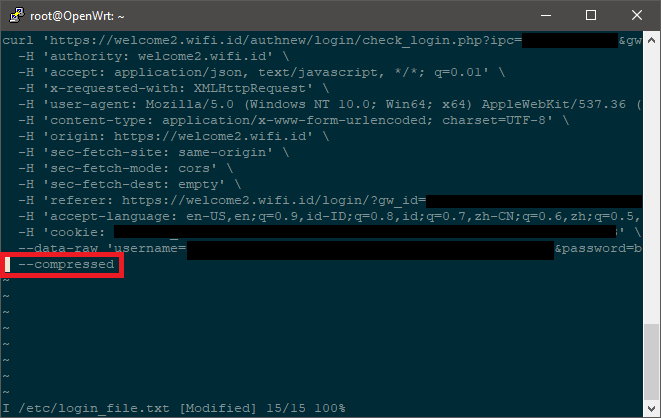 root@OpenWrt: ~
curl 'https://welcome2.wifi.id/authnew/login/check_login.php?ipc= &gw
-H 'authority: welcome2.wifi.id' \
-H 'accept: application/json, text/javascript, */*; q=0.01' \
-H 'x-requested-with: XMLHttpRequest' \
-H 'user-agent: Mozilla/5.0 (Windows NT 10.0; Win64; x64) AppleWebKit/537.36 (
-H 'content-type: application/x-www-form-urlencoded; charset=UTF-8' \
-H 'origin: https://welcome2.wifi.id' \
-H 'sec-fetch-site: same-origin' \
-H 'sec-fetch-mode: cors' \
-H 'sec-fetch-dest: empty' \
-H 'referer: https://welcome2.wifi.id/login/?gw_id=
-H 'accept-language: en-US,en;q=0.9,id-ID;q=0.8,id;q=0.7,zh-CN;q=0.6,zh;q=0.5,
-H 'cookie: ' \
--data-raw 'username= &password=b
--compressed
~
~
~
~
~
~
~
~
I /etc/login_file.txt [Modified] 15/15 100%